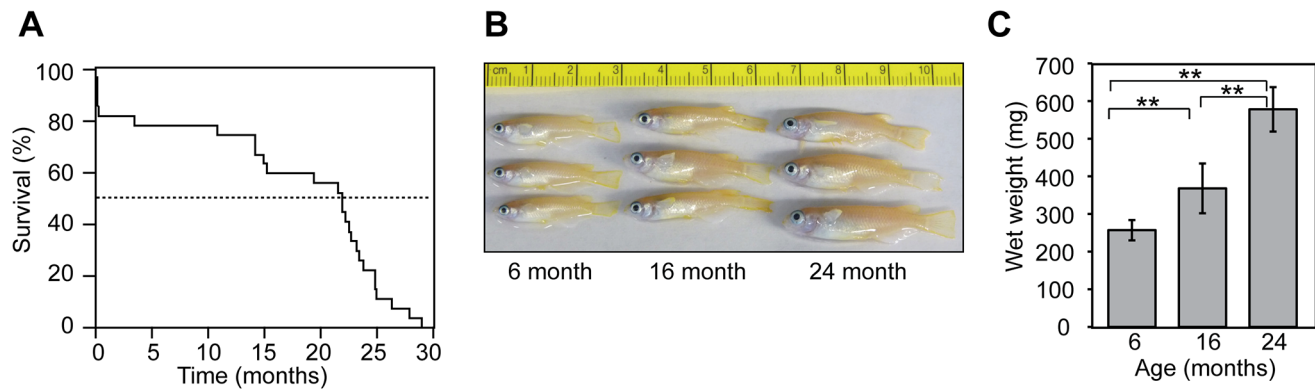 A
B
C
100
80
60
40
20
0
Survival (%)
0 5 10 15 20 25 30
Time (months)
cm 1 2 3 4 5 6 7 8 9 10
6 month 16 month 24 month
700
600
500
400
300
200
100
0
Wet weight (mg)
**
**
**
6 16 24
Age (months)